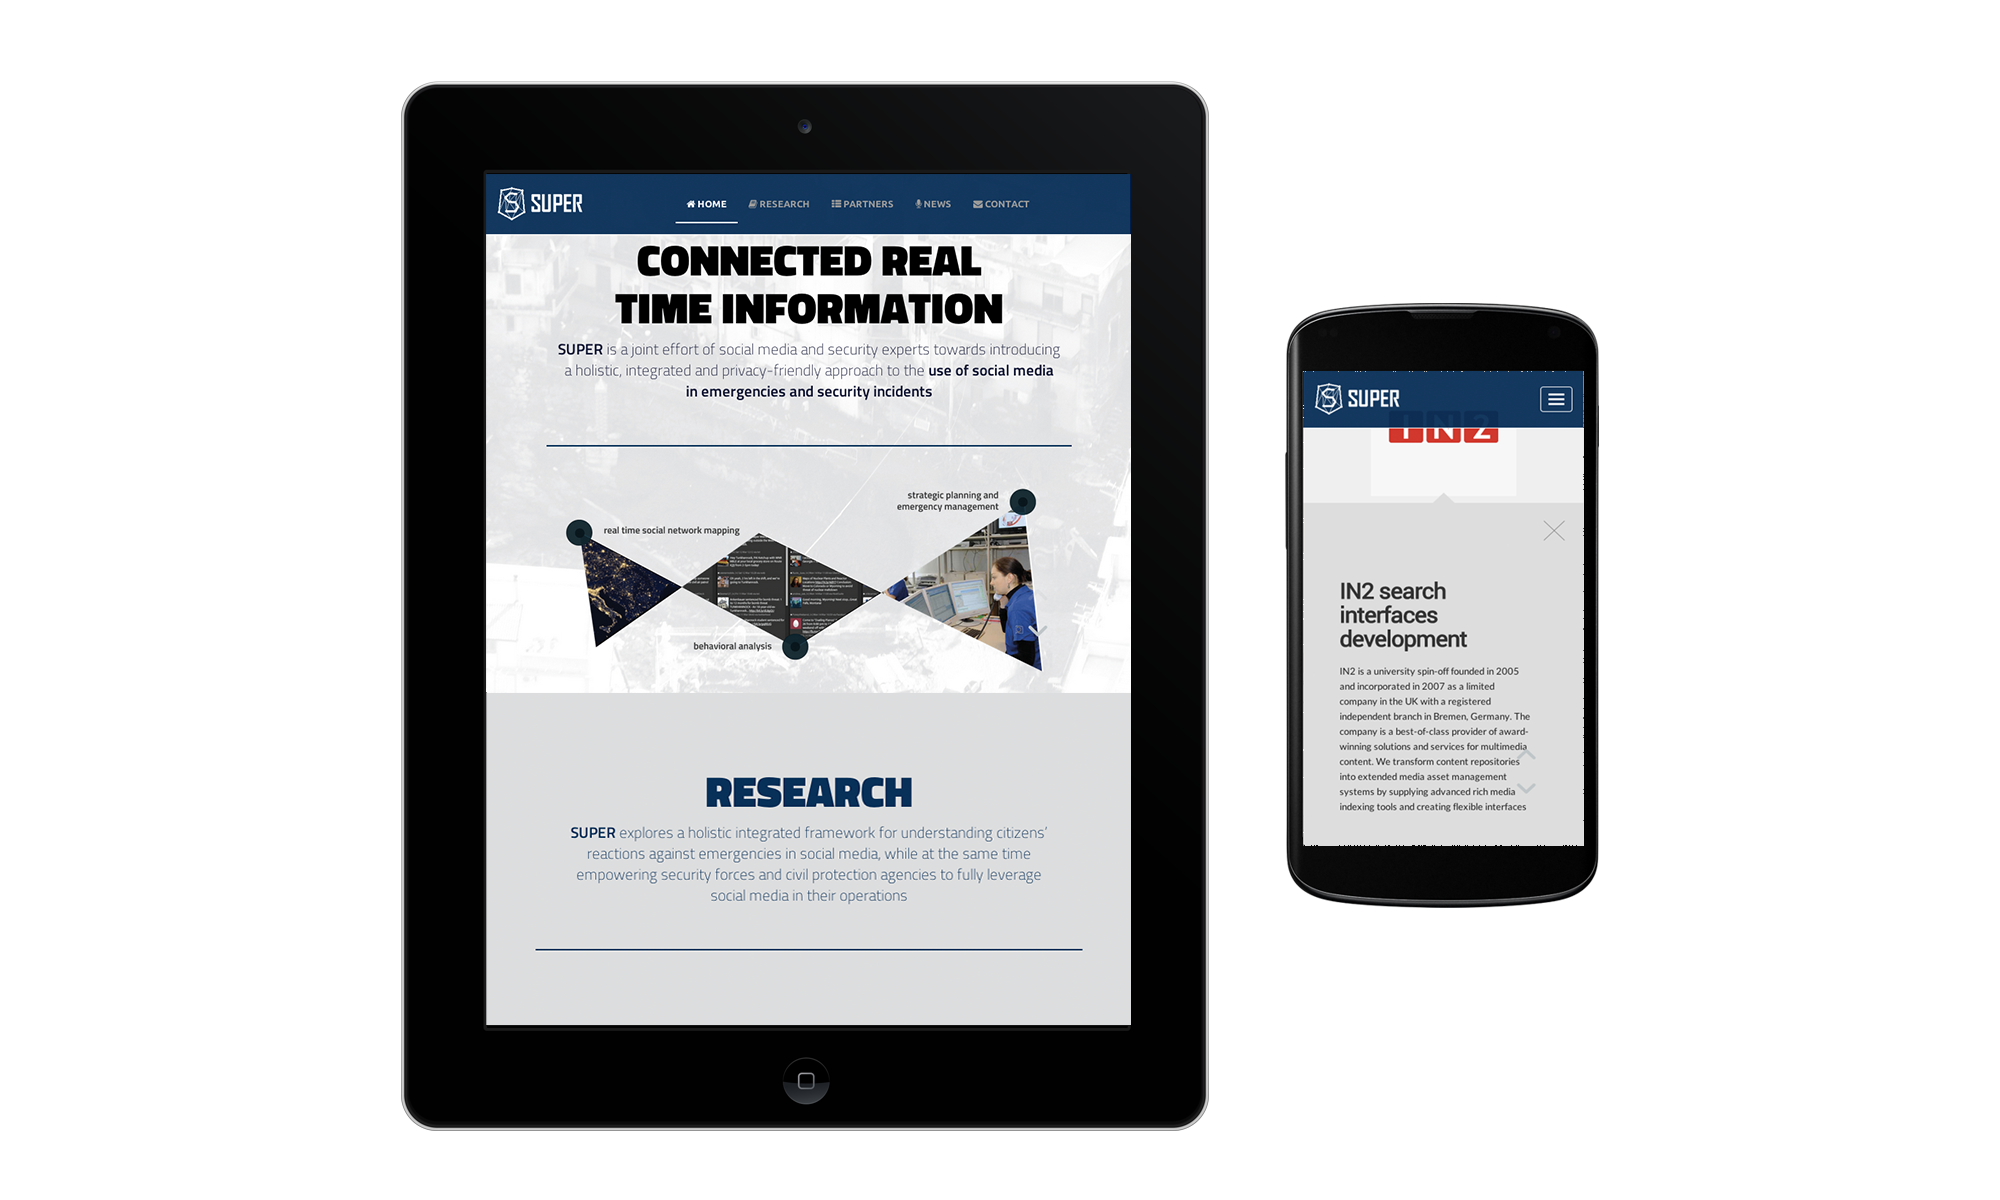 SUPER
HOME RESEARCH PARTNERS NEWS CONTACT
CONNECTED REAL
TIME INFORMATION
SUPER is a joint effort of social media and security experts towards introducing
a holistic, integrated and privacy-friendly approach to the use of social media
in emergencies and security incidents
strategic planning and
emergency management
real time social network mapping
behavioral analysis
RESEARCH
SUPER explores a holistic integrated framework for understanding citizens'
reactions against emergencies in social media, while at the same time
empowering security forces and civil protection agencies to fully leverage
social media in their operations
SUPER
IN2
IN2 search
interfaces
development
IN2 is a university spin-off founded in 2005
and incorporated in 2007 as a limited
company in the UK with a registered
independent branch in Bremen, Germany. The
company is a best-of-class provider of award-
winning solutions and services for multimedia
content. We transform content repositories
into extended media asset management
systems by supplying advanced rich media
indexing tools and creating flexible interfaces